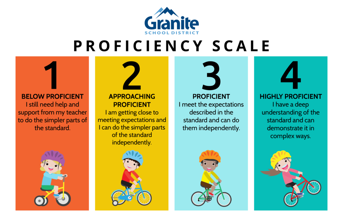 Granite
SCHOOL DISTRICT
PROFICIENCY SCALE
1
BELOW PROFICIENT
I still need help and
support from my teacher
to do the simpler parts of
the standard.
2
APPROACHING
PROFICIENT
I am getting close to
meeting expectations and
I can do the simpler parts
of the standard
independently.
3
PROFICIENT
I meet the expectations
described in the
standard and can do
them independently.
4
HIGHLY PROFICIENT
I have a deep
understanding of the
standard and can
demonstrate it in
complex ways.